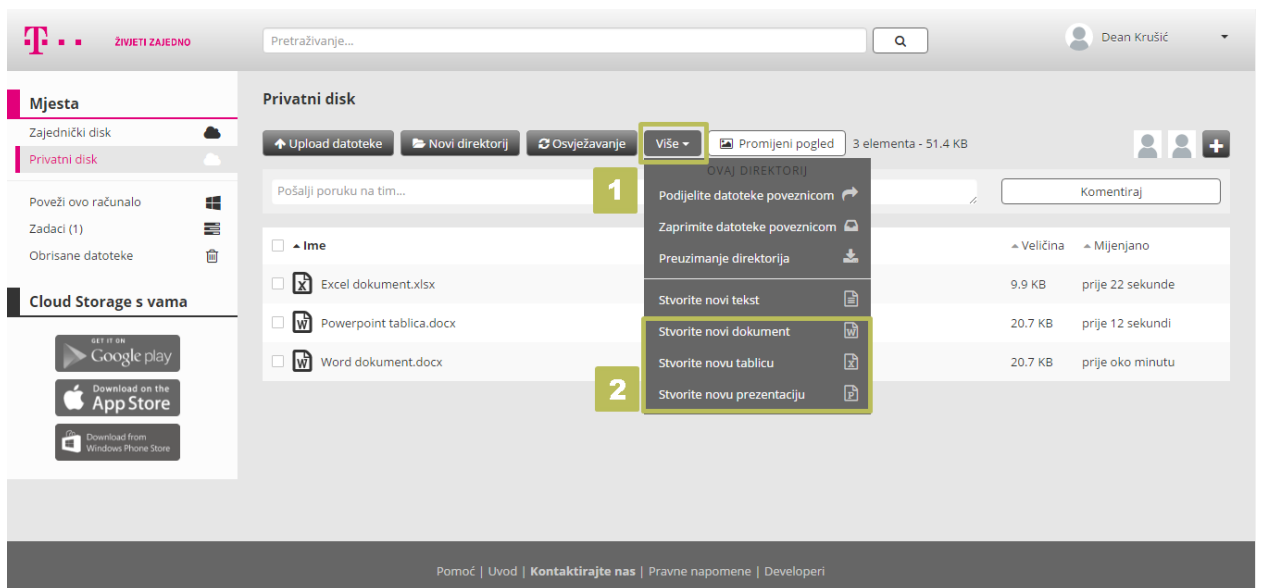 T
ŽIVJETI ZAJEDNO
Pretraživanje...
Dean Krušić
Mjesta
Zajednički disk
Privatni disk
Poveži ovo računalo
Zadaci (1)
Obrisane datoteke
Cloud Storage s vama
GET IT ON
Google play
Download on the
App Store
Download from
Windows Phone Store
Privatni disk
Upload datoteke
Novi direktorij
Osvježavanje
Više
Promijeni pogled
3 elementa - 51.4 KB
1
OVAJ DIREKTORIJ
Podijelite datoteke poveznicom
Zaprimite datoteke poveznicom
Preuzimanje direktorija
Stvorite novi tekst
2
Stvorite novi dokument
Stvorite novu tablicu
Stvorite novu prezentaciju
Pošalji poruku na tim...
Komentiraj
Ime
Veličina
Mijenjano
Excel dokument.xlsx
9.9 KB
prije 22 sekunde
Powerpoint tablica.docx
20.7 KB
prije 12 sekundi
Word dokument.docx
20.7 KB
prije oko minutu
Pomoć | Uvod | Kontaktirajte nas | Pravne napomene | Developeri